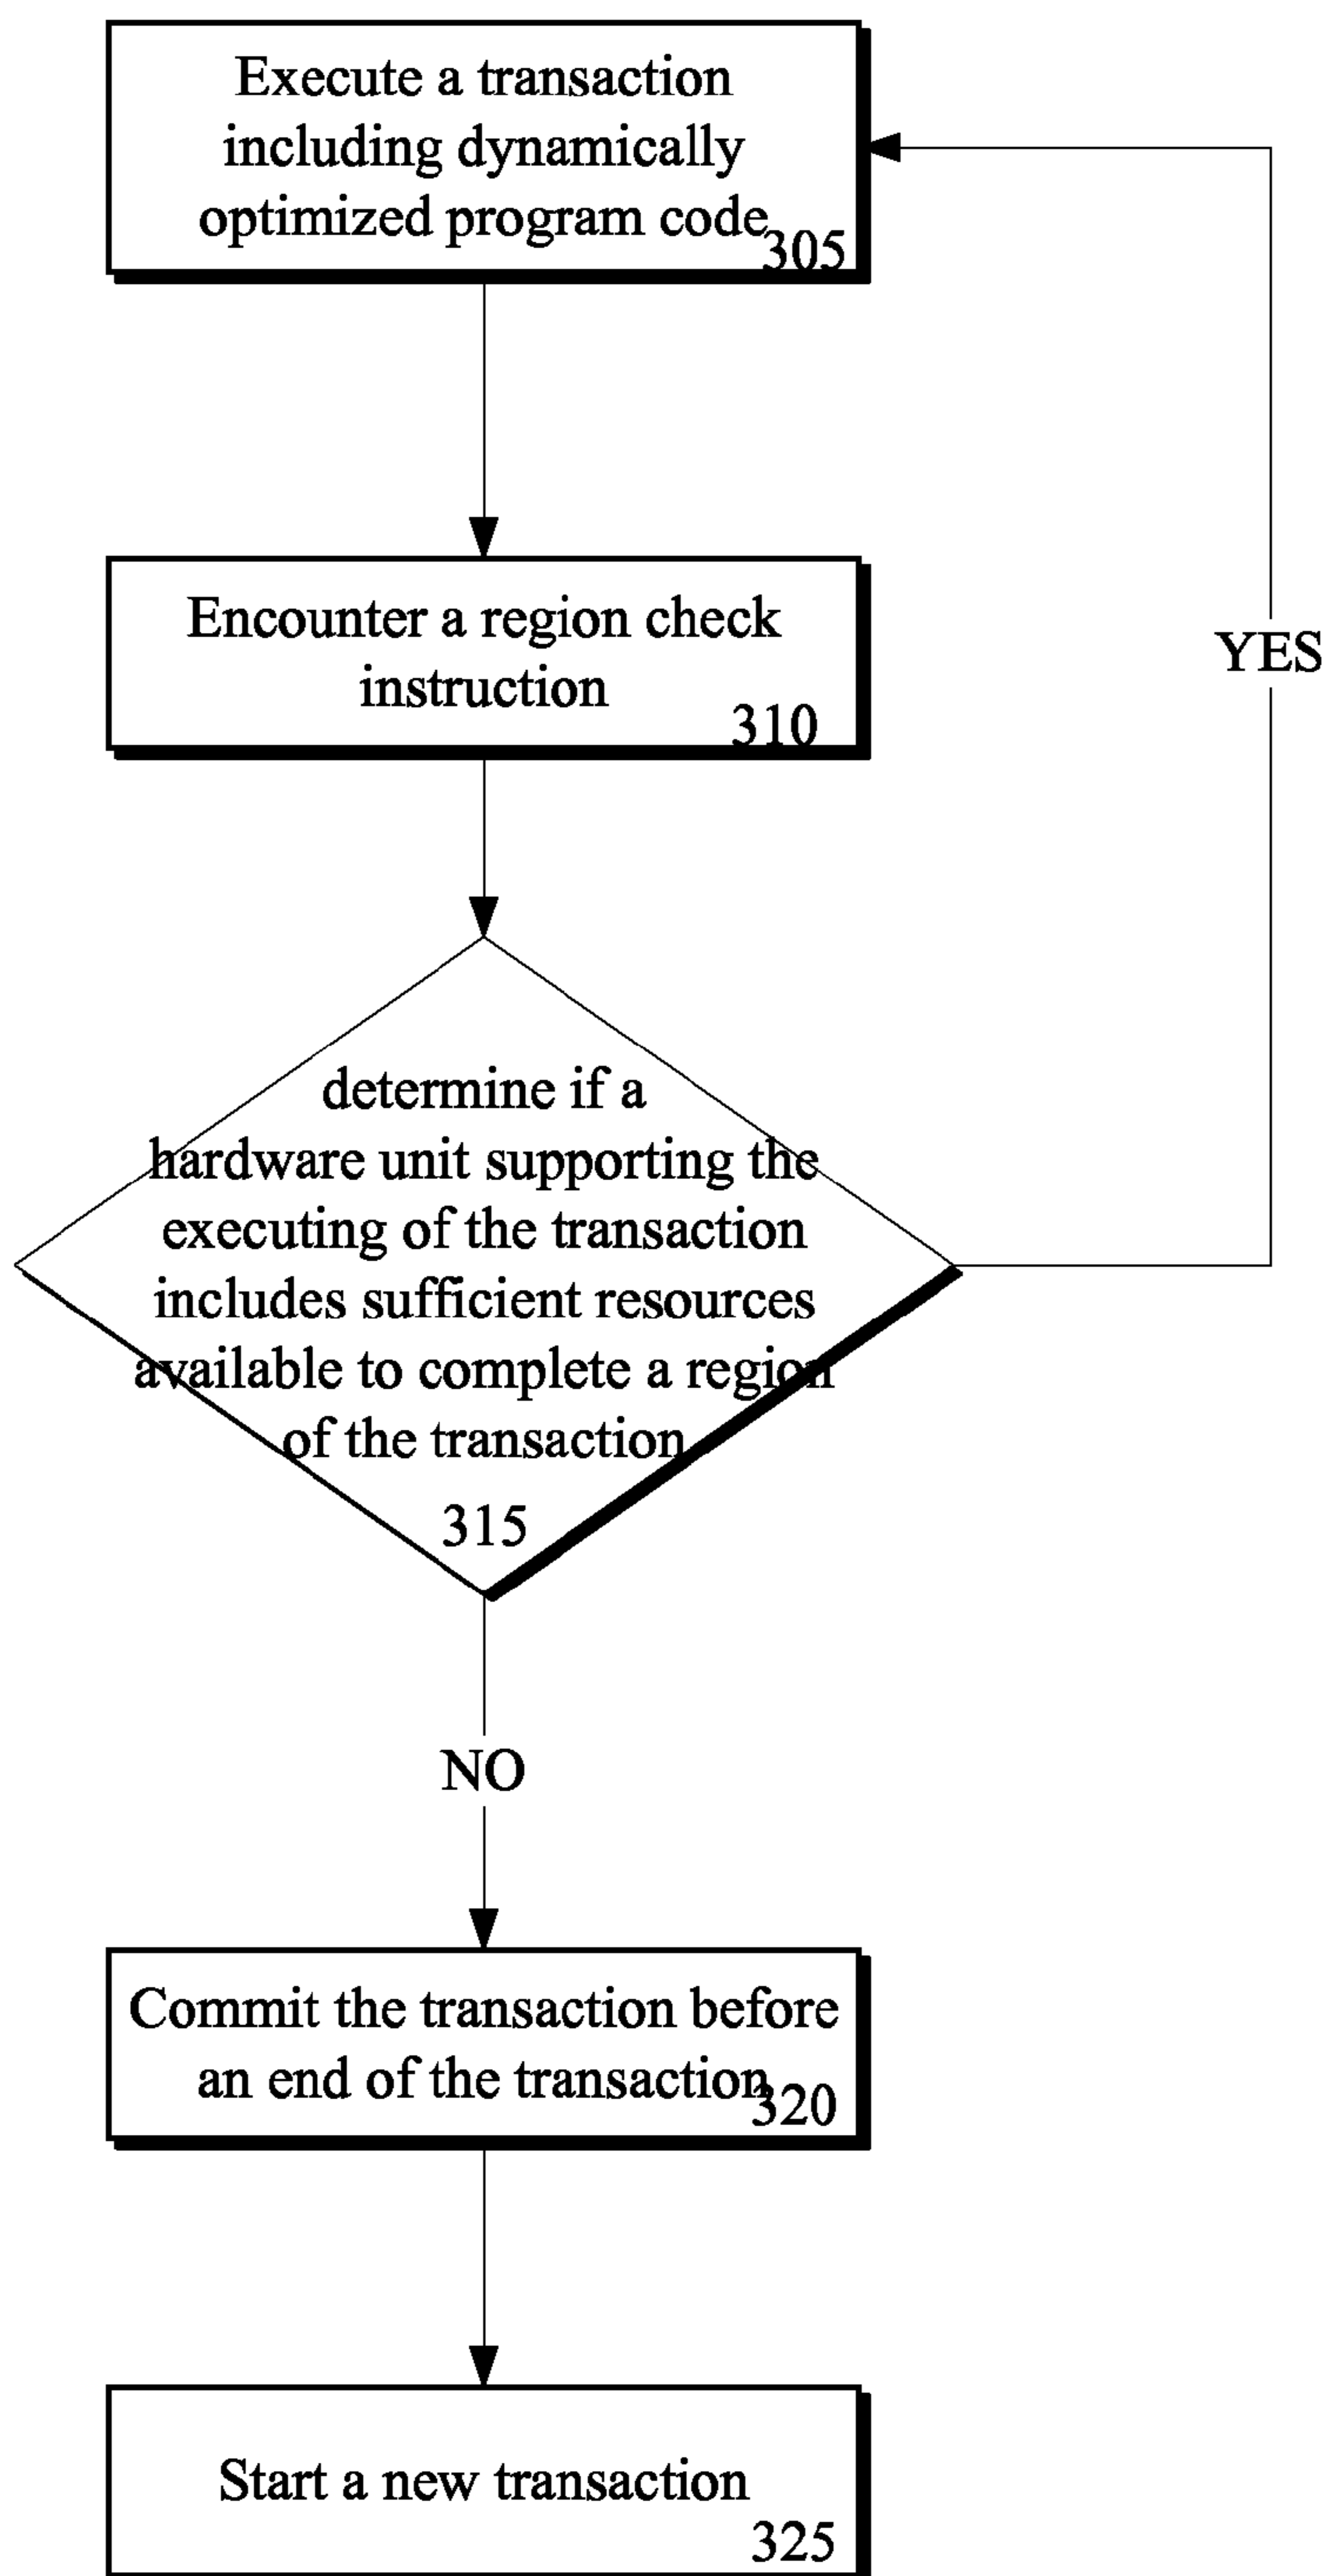 Execute a transaction
including dynamically
optimized program code
305
Encounter a region check
instruction
310
YES
determine if a
hardware unit supporting the
executing of the transaction
includes sufficient resources
available to complete a region
of the transaction
315
NO
Commit the transaction before
an end of the transaction
320
Start a new transaction
325